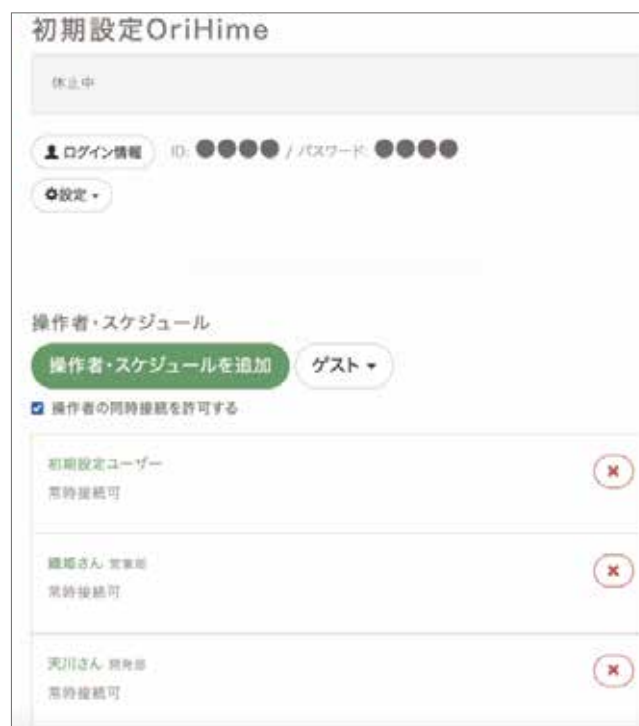 初期設定OriHime
休止中
ログイン情報 ID: ●●●● / パスワード: ●●●●
設定
操作者・スケジュール
操作者・スケジュールを追加 ゲスト
操作者の同時接続を許可する
初期設定ユーザー
常時接続可
織姫さん 営業部
常時接続可
天川さん 開発部
常時接続可